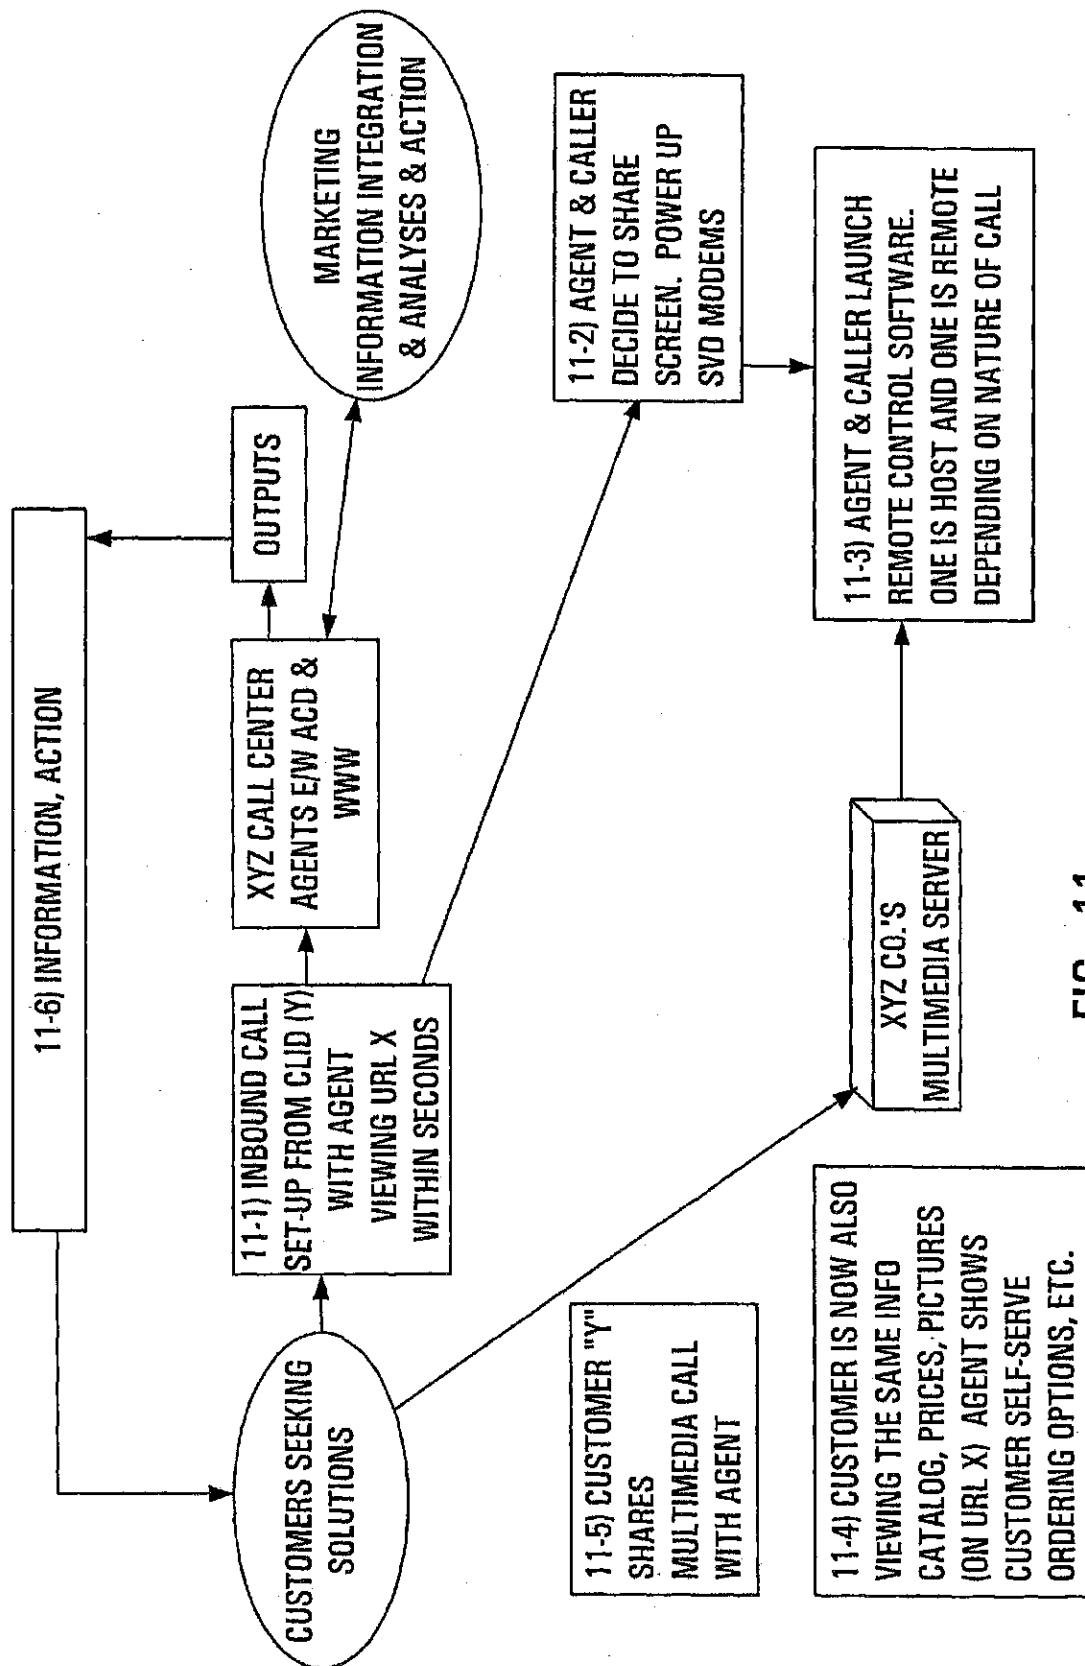 11-6) INFORMATION, ACTION
CUSTOMERS SEEKING
SOLUTIONS
11-1) INBOUND CALL
SET-UP FROM CLID (Y)
WITH AGENT
VIEWING URL X
WITHIN SECONDS
XYZ CALL CENTER
AGENTS E/W ACD &
WWW
OUTPUTS
MARKETING
INFORMATION INTEGRATION
& ANALYSES & ACTION
11-5) CUSTOMER "Y"
SHARES
MULTIMEDIA CALL
WITH AGENT
11-2) AGENT & CALLER
DECIDE TO SHARE
SCREEN. POWER UP
SVD MODEMS
11-4) CUSTOMER IS NOW ALSO
VIEWING THE SAME INFO
CATALOG, PRICES, PICTURES
(ON URL X) AGENT SHOWS
CUSTOMER SELF-SERVE
ORDERING OPTIONS, ETC.
XYZ CO.'S
MULTIMEDIA SERVER
11-3) AGENT & CALLER LAUNCH
REMOTE CONTROL SOFTWARE.
ONE IS HOST AND ONE IS REMOTE
DEPENDING ON NATURE OF CALL
FIG. 11